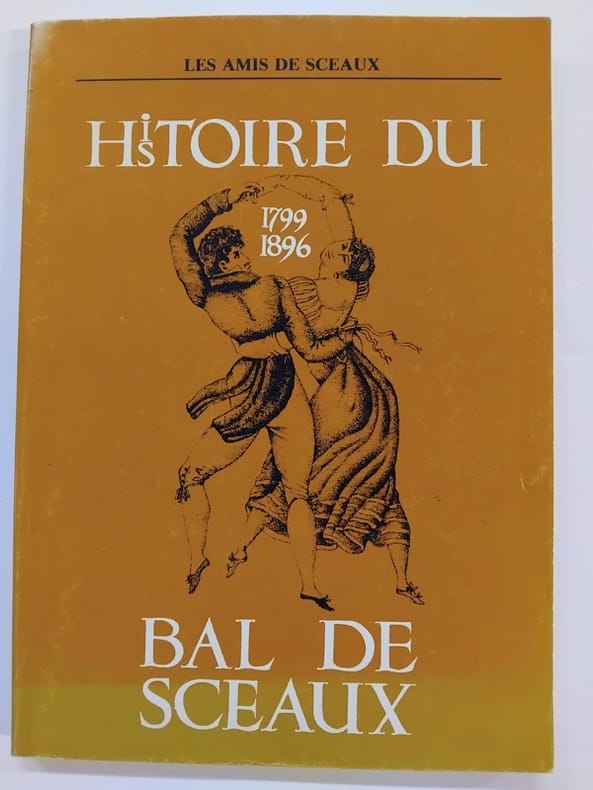 LES AMIS DE SCEAUX
HisTOIRE DU
1799
1896
BAL DE
SCEAUX